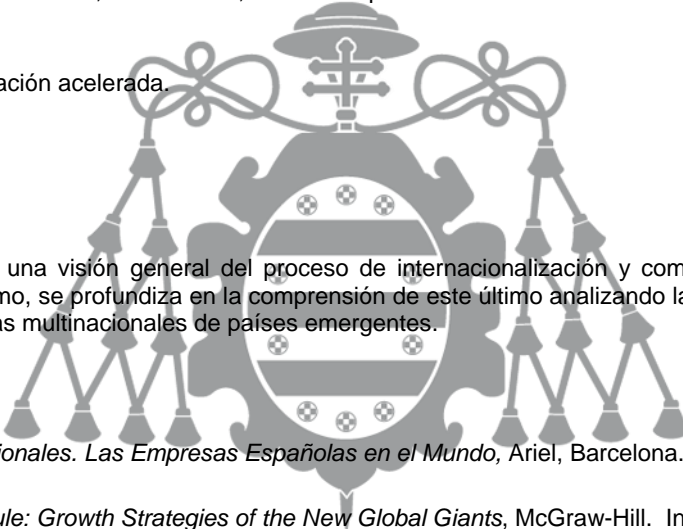 ación acelerada.
una visión general del proceso de internacionalización y com
mo, se profundiza en la comprensión de este último analizando la
as multinacionales de países emergentes.
ionales. Las Empresas Españolas en el Mundo, Ariel, Barcelona.
ule: Growth Strategies of the New Global Giants, McGraw-Hill. In